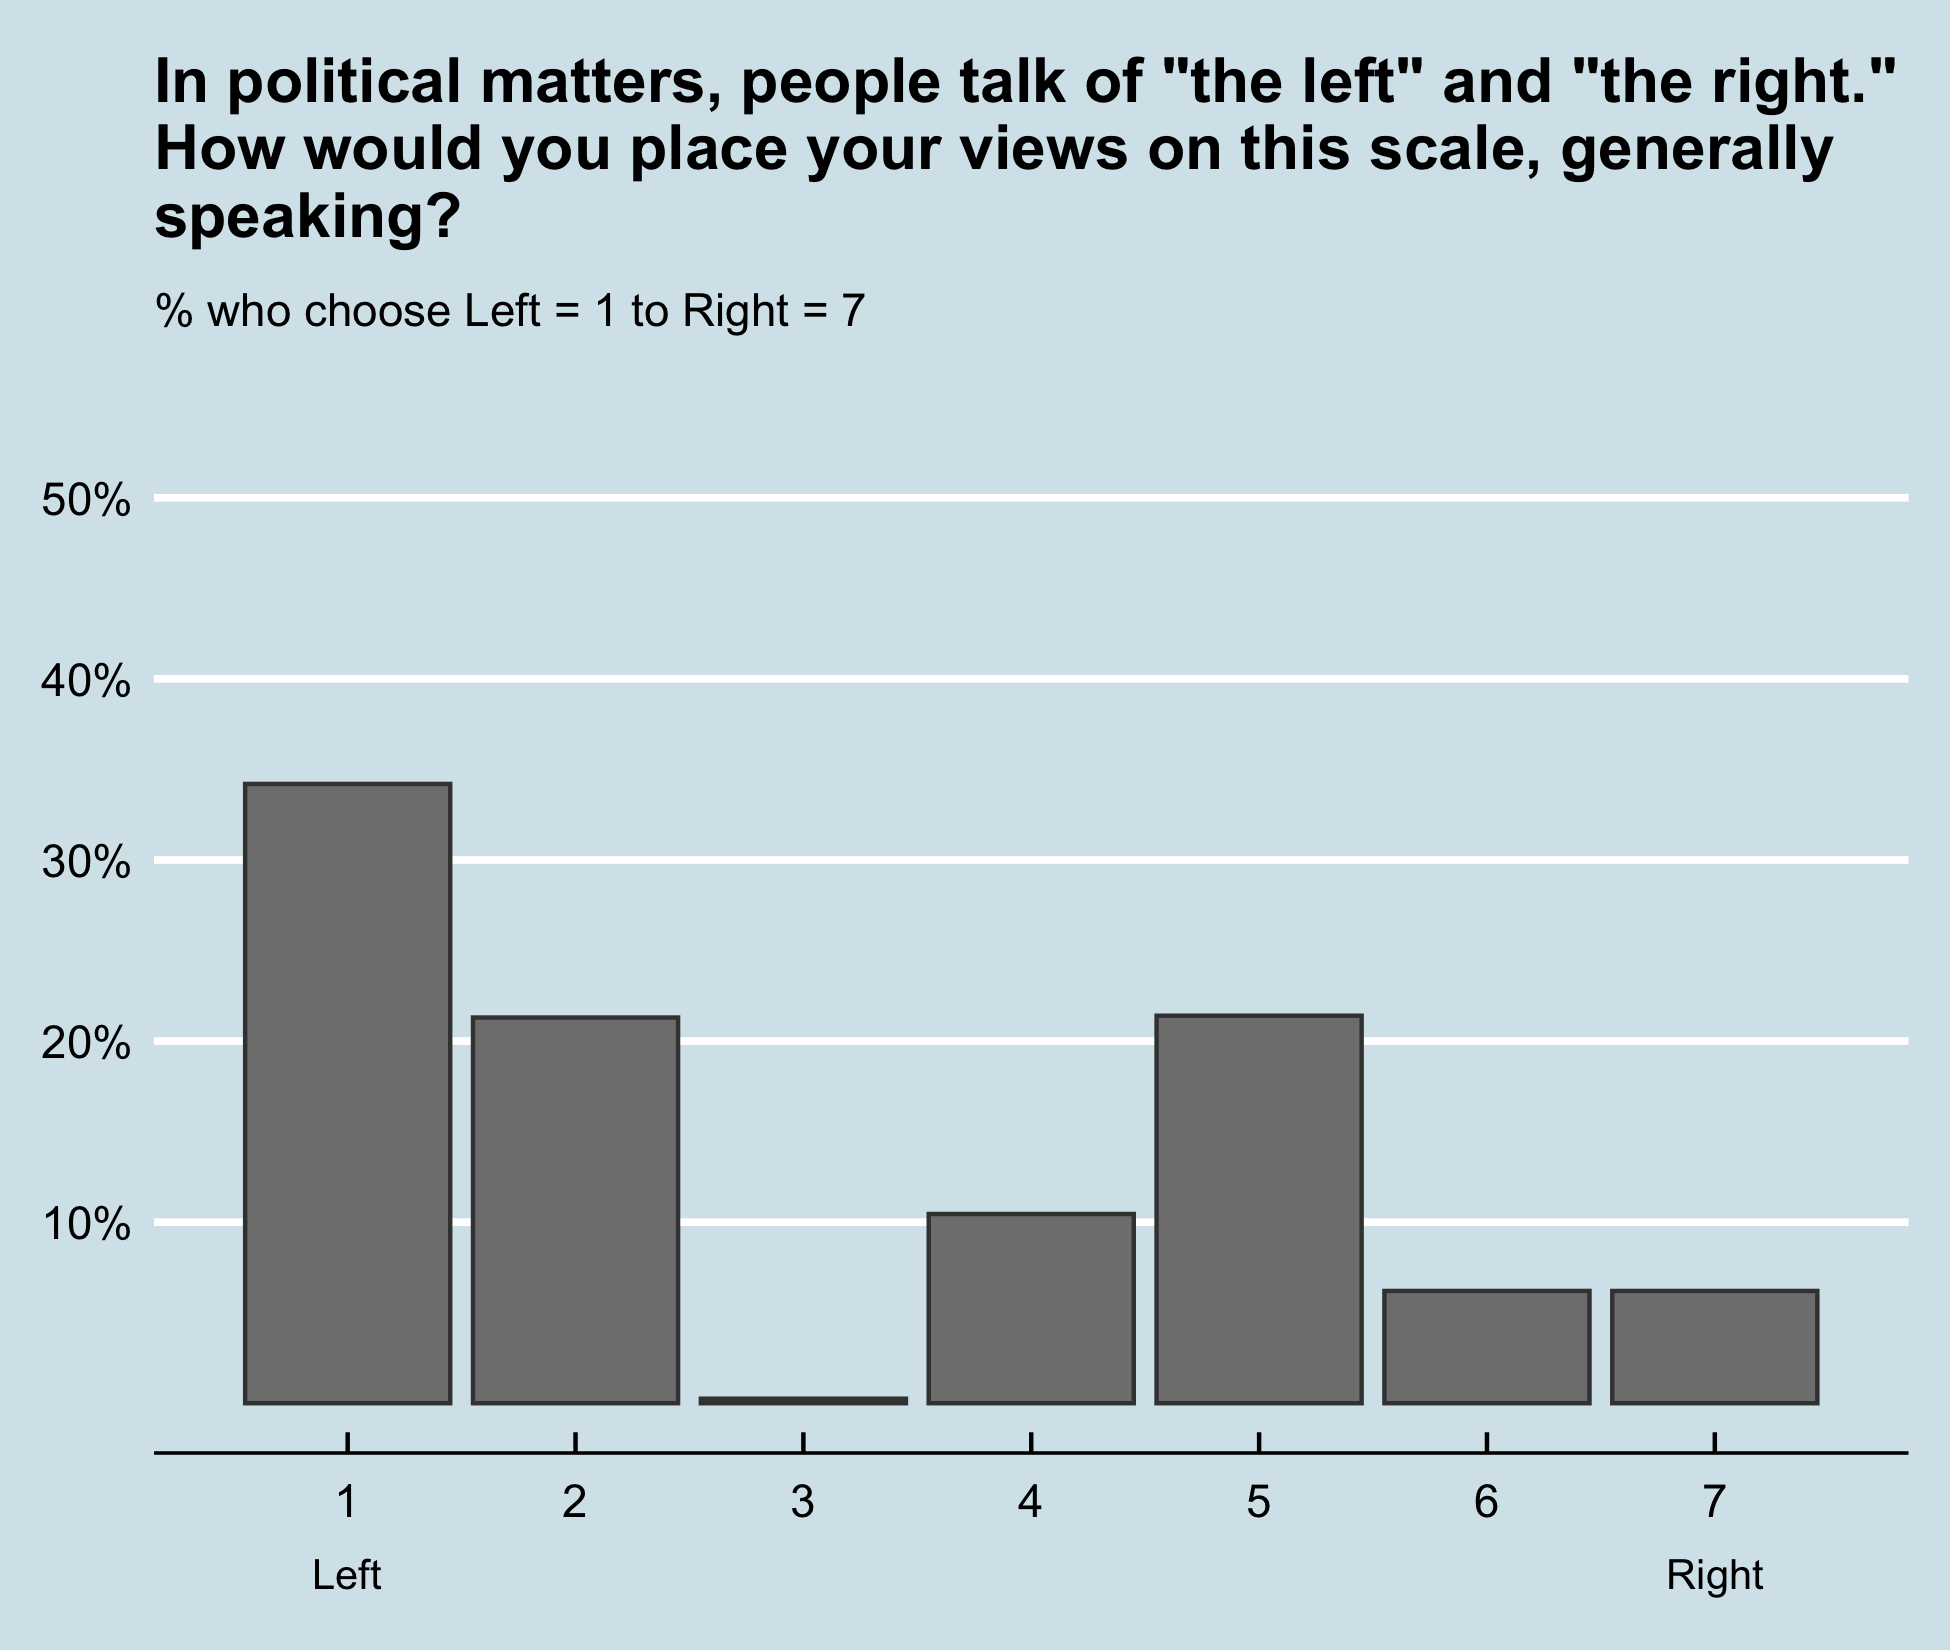 In political matters, people talk of "the left" and "the right."
How would you place your views on this scale, generally
speaking?
% who choose Left = 1 to Right = 7
50%
40%
30%
20%
10%
1 2 3 4 5 6 7
Left Right